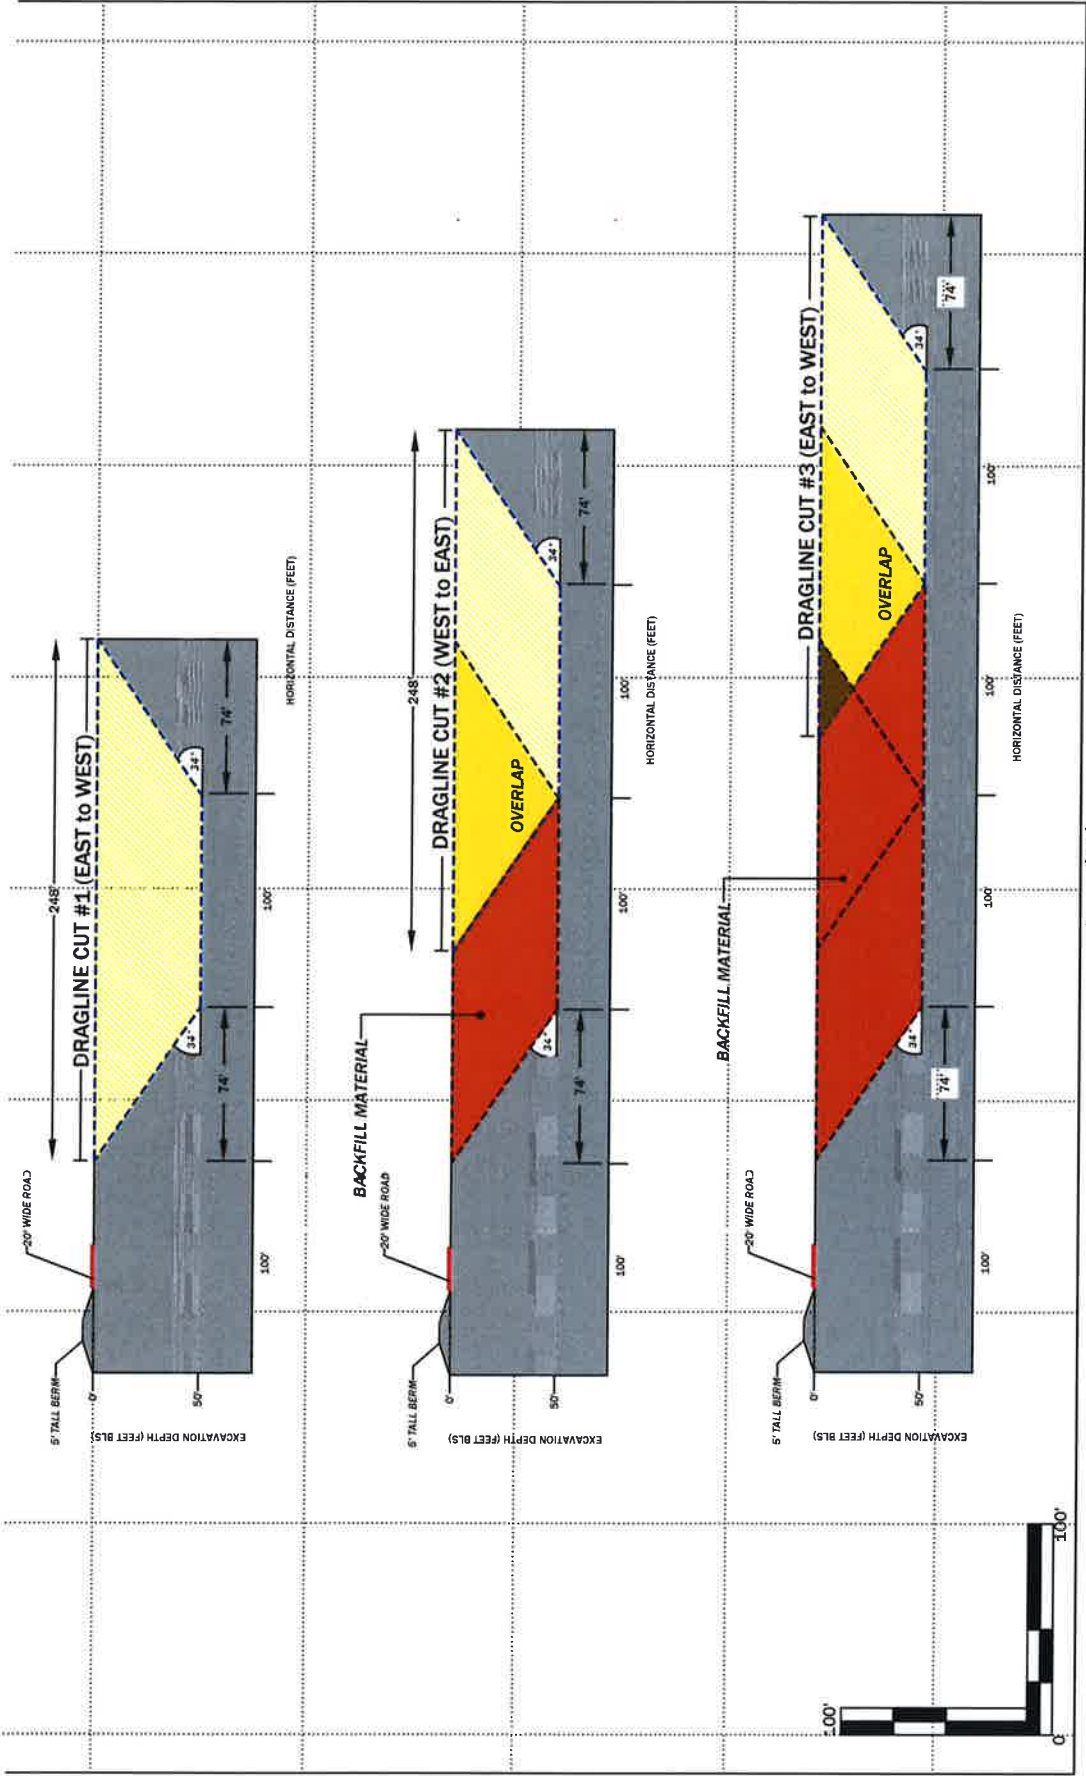 20' WIDE ROAD
5' TALL BERM
248'
DRAGLINE CUT #1 (EAST to WEST)
0'
50'
EXCAVATION DEPTH (FEET BLS)
34°
34°
74'
74'
100'
100'
HORIZONTAL DISTANCE (FEET)
248'
DRAGLINE CUT #2 (WEST to EAST)
BACKFILL MATERIAL
20' WIDE ROAD
5' TALL BERM
OVERLAP
0'
50'
EXCAVATION DEPTH (FEET BLS)
34°
34°
74'
74'
100'
100'
100'
HORIZONTAL DISTANCE (FEET)
DRAGLINE CUT #3 (EAST to WEST)
BACKFILL MATERIAL
20' WIDE ROAD
5' TALL BERM
OVERLAP
0'
50'
EXCAVATION DEPTH (FEET BLS)
34°
34°
74'
74'
100'
100'
100'
100'
HORIZONTAL DISTANCE (FEET)
100'
0
100'